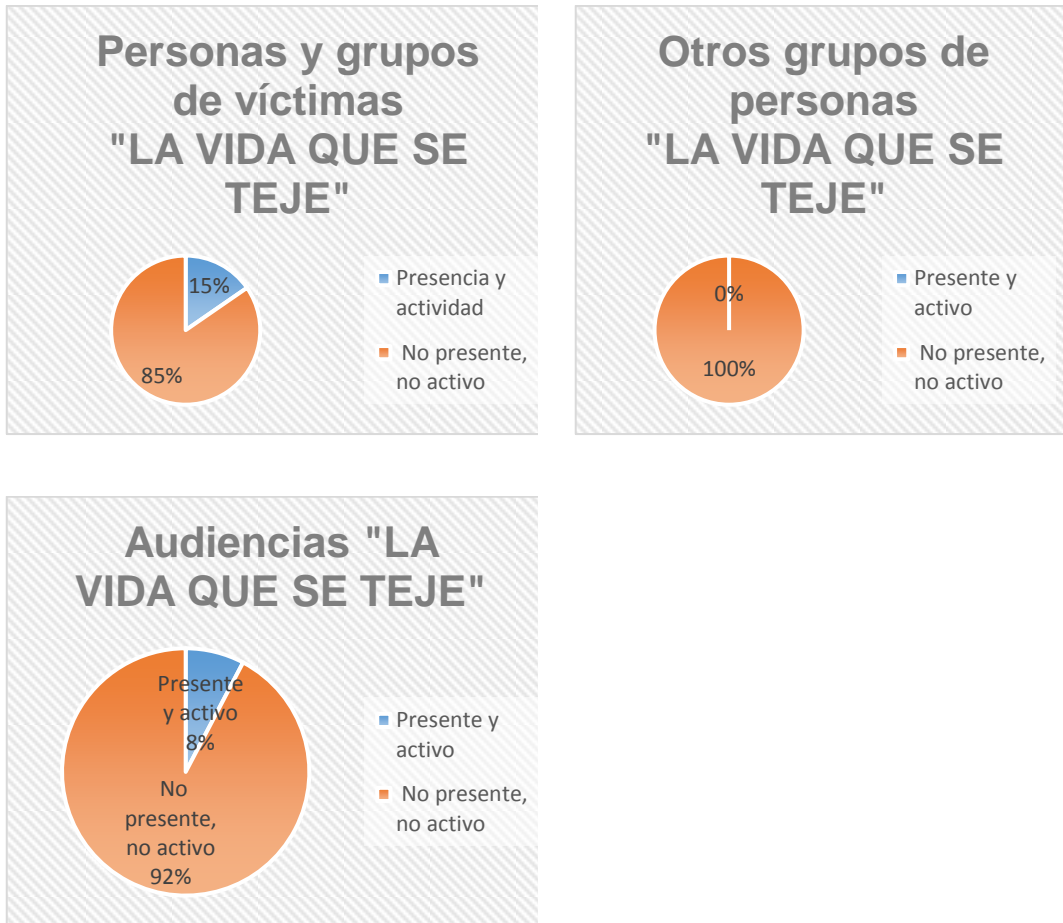 Personas y grupos
de víctimas
"LA VIDA QUE SE
TEJE"
15%
85%
Presencia y
actividad
No presente,
no activo
Otros grupos de
personas
"LA VIDA QUE SE
TEJE"
0%
100%
Presente y
activo
No presente,
no activo
Audiencias "LA
VIDA QUE SE TEJE"
Presente
y activo
8%
No
presente,
no activo
92%
Presente y
activo
No presente,
no activo